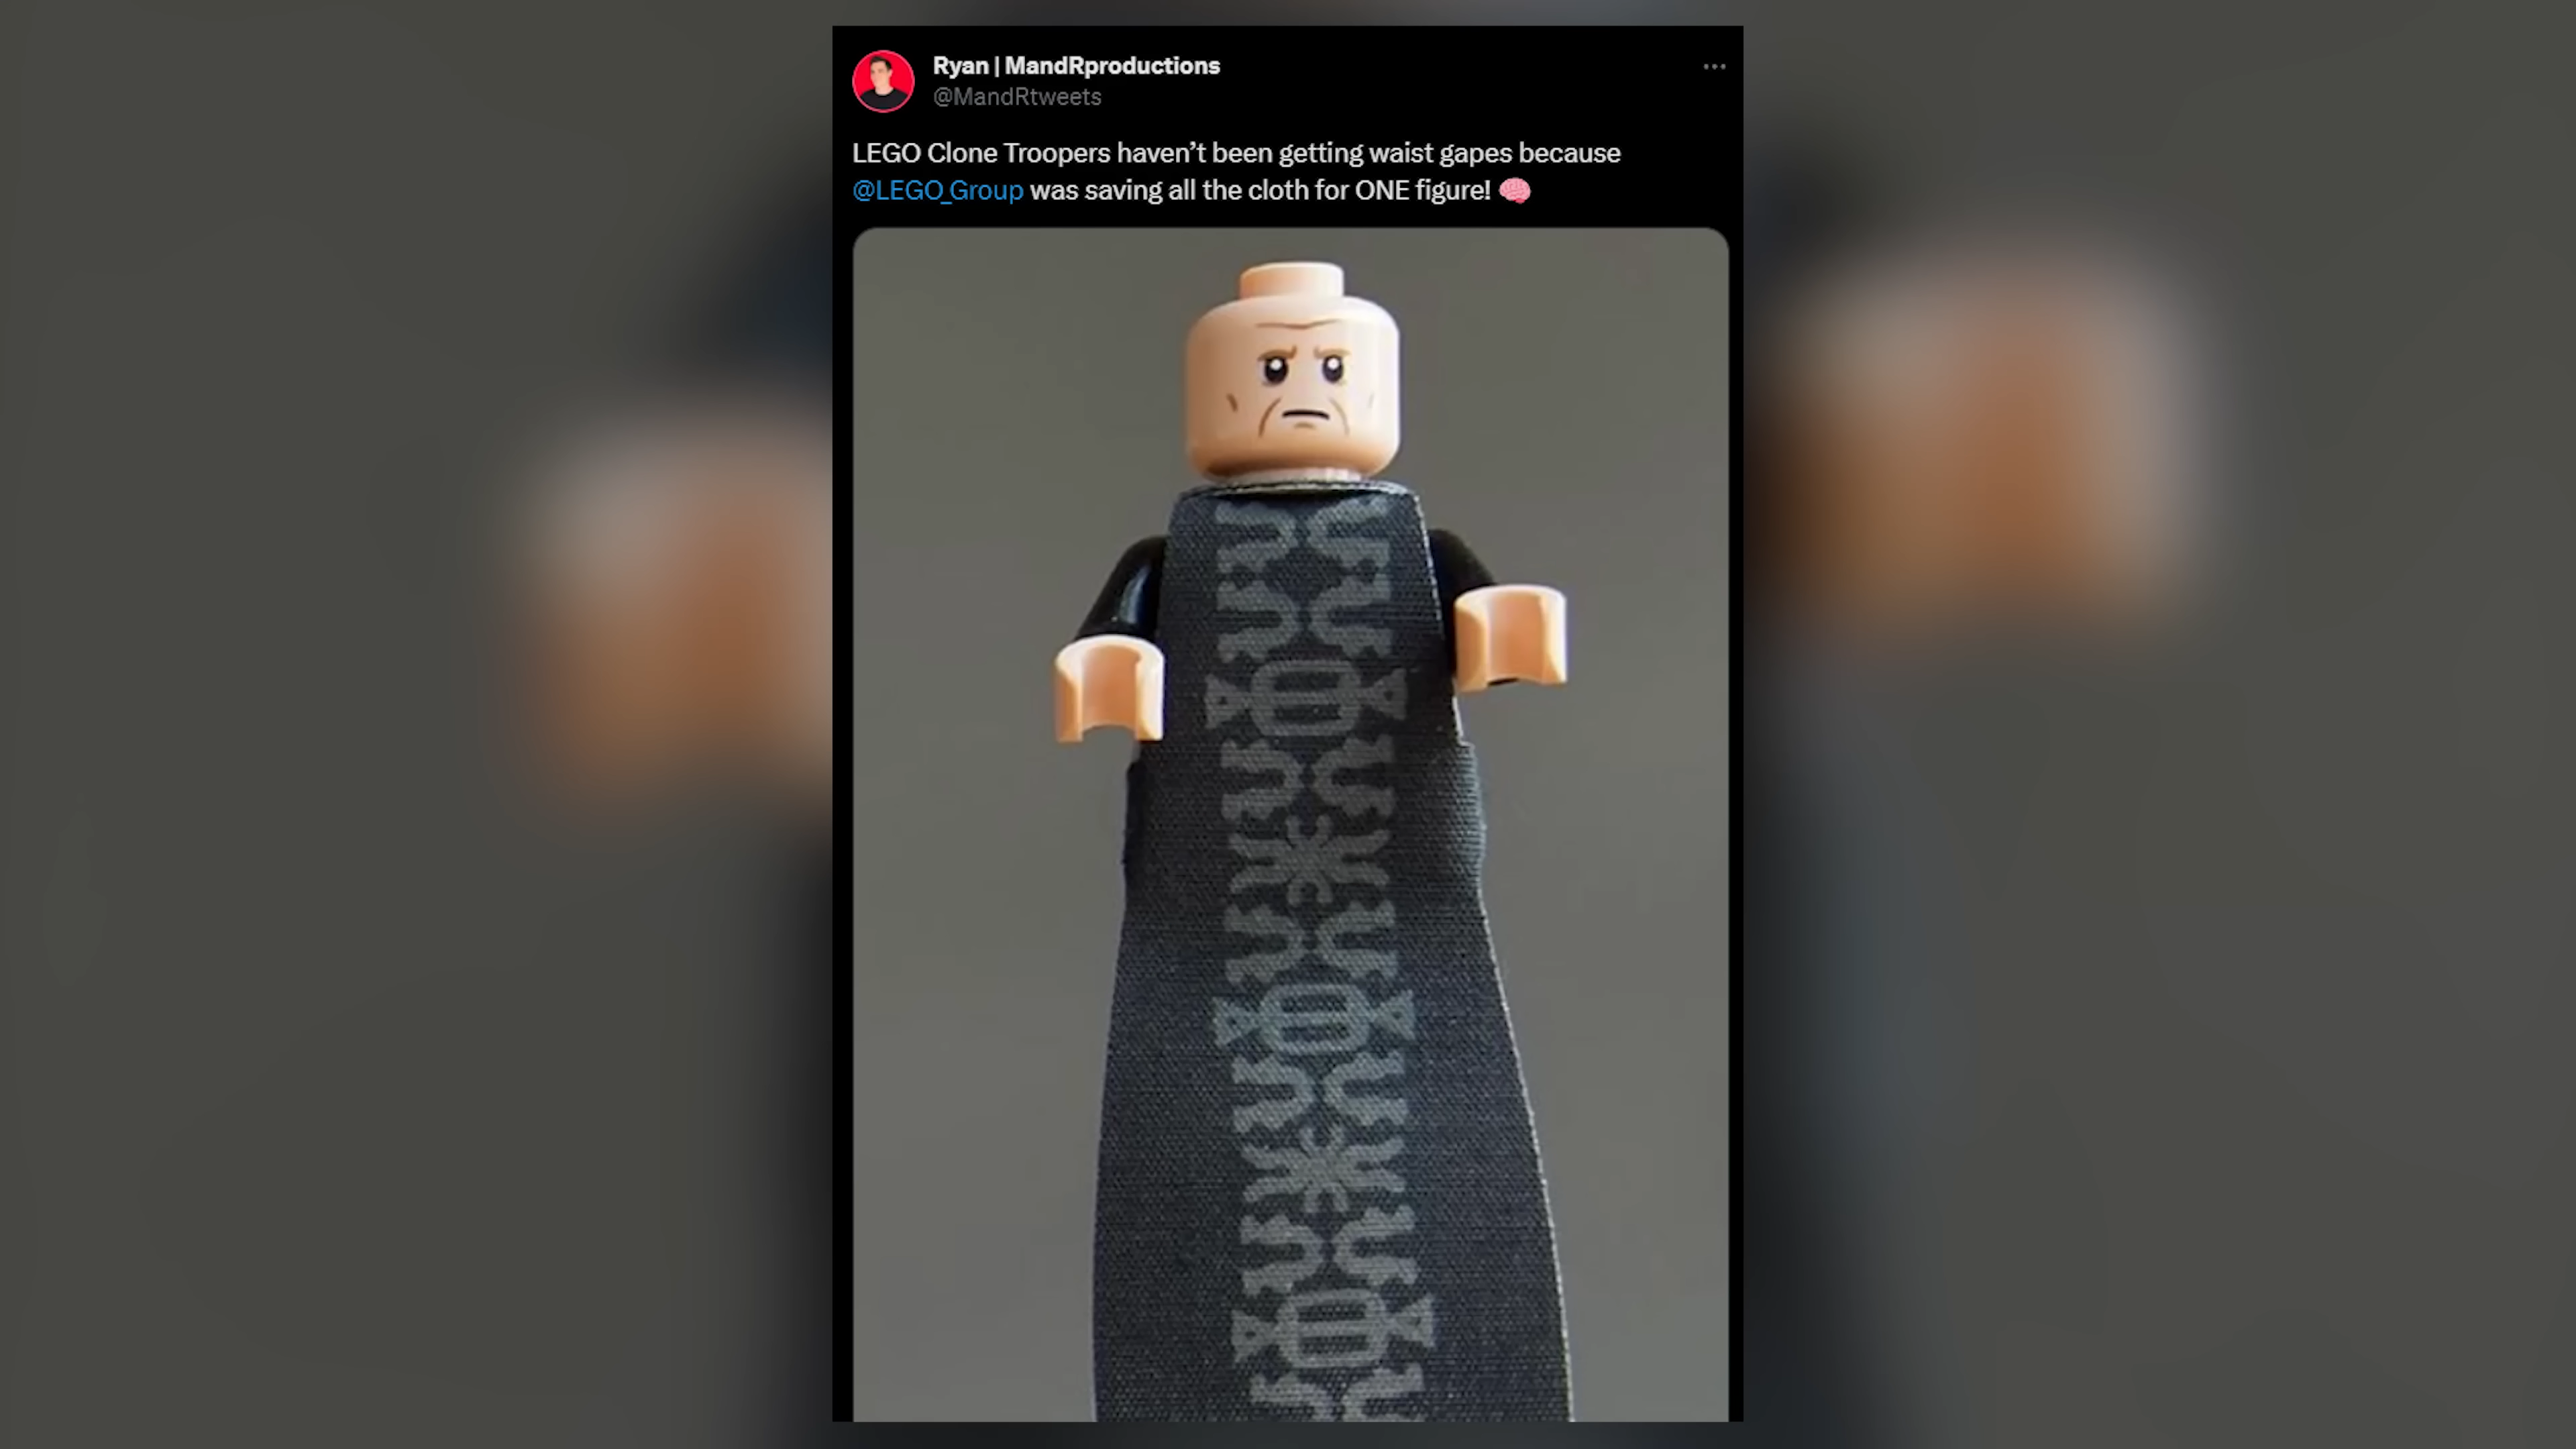 Ryan | MandRproductions
@MandRtweets
LEGO Clone Troopers haven’t been getting waist gapes because
@LEGO_Group was saving all the cloth for ONE figure! 🧠